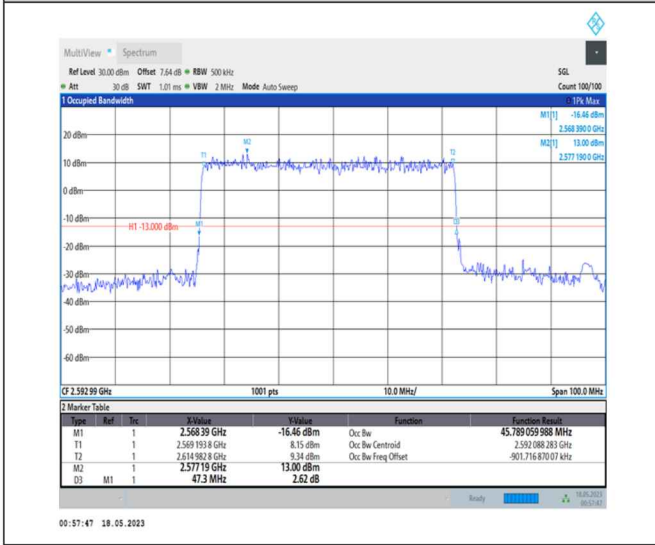 MultiView Spectrum
Ref Level 30.00 dBm Offset 7.64 dB RBW 500 kHz SGL
Att 30 dB SWT 1.01 ms VBW 2 MHz Mode Auto Sweep Count 100/100
1 Occupied Bandwidth 1Pk Max
M1[1] -16.46 dBm
2.568 390 0 GHz
M2[1] 13.00 dBm
2.577 190 0 GHz
20 dBm
M2
T1 T2
10 dBm
0 dBm
-10 dBm
H1 -13.000 dBm M1 D3
-20 dBm
-30 dBm
-40 dBm
-50 dBm
-60 dBm
CF 2.592 99 GHz 1001 pts 10.0 MHz/ Span 100.0 MHz
2 Marker Table
Type Ref Trc X-Value Y-Value Function Function Result
M1 1 2.568 39 GHz -16.46 dBm Occ Bw 45.789 059 988 MHz
T1 1 2.569 193 8 GHz 8.15 dBm Occ Bw Centroid 2.592 088 283 GHz
T2 1 2.614 982 8 GHz 9.34 dBm Occ Bw Freq Offset -901.716 870 07 kHz
M2 1 2.577 19 GHz 13.00 dBm
D3 M1 1 47.3 MHz 2.62 dB
Ready 18.05.2023
00:57:47
00:57:47 18.05.2023